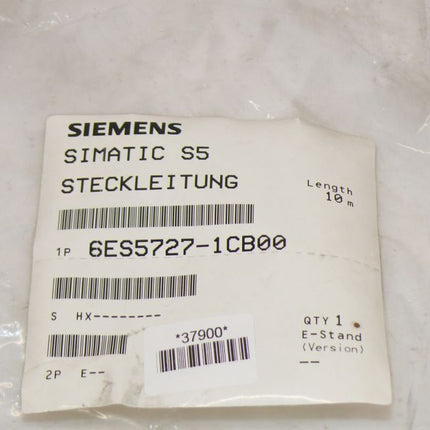 SIEMENS
SIMATIC S5
STECKLEITUNG
Length
10 m
1P 6ES5727-1CB00
S HX--------
QTY 1
E-Stand
(Version)
--
*37900*
2P E--